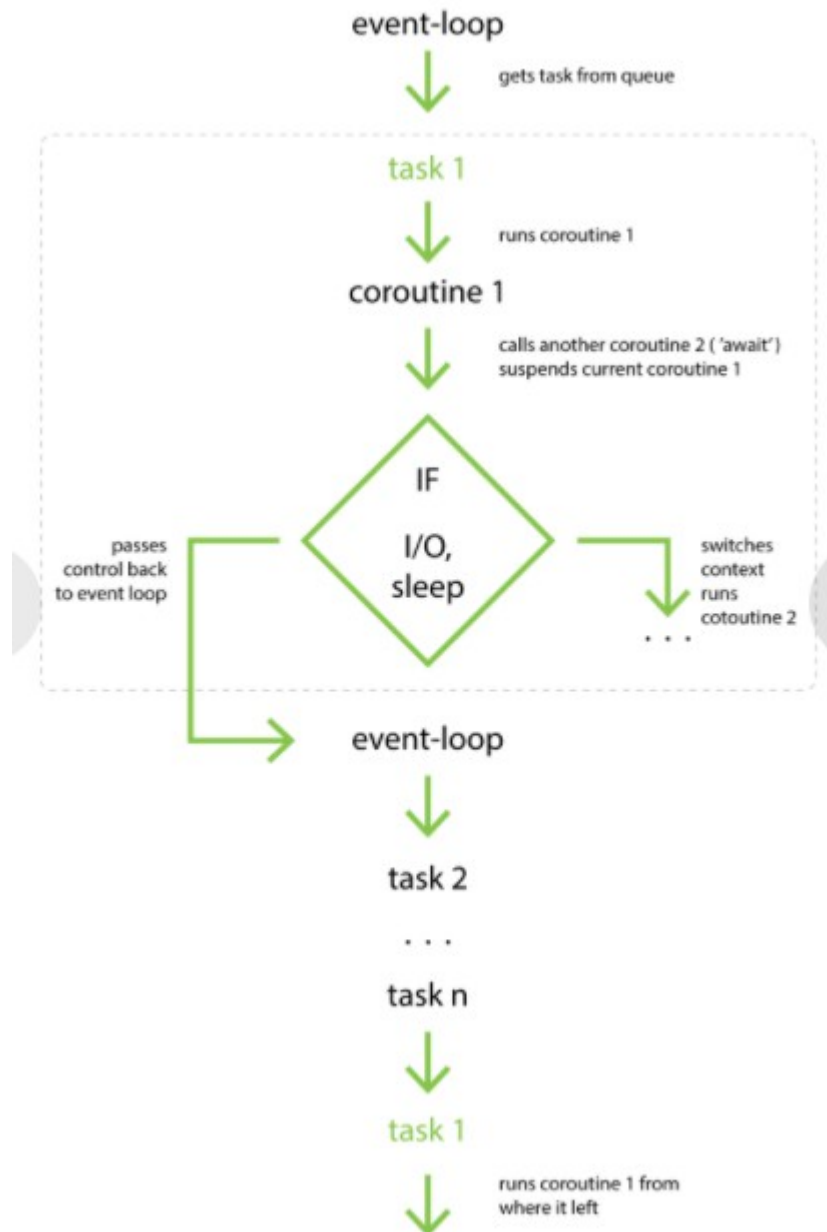 event-loop
gets task from queue
task 1
runs coroutine 1
coroutine 1
calls another coroutine 2 ( 'await' )
suspends current coroutine 1
IF
I/O,
sleep
passes
control back
to event loop
switches
context
runs
cotoutine 2
. . .
event-loop
task 2
. . .
task n
task 1
runs coroutine 1 from
where it left